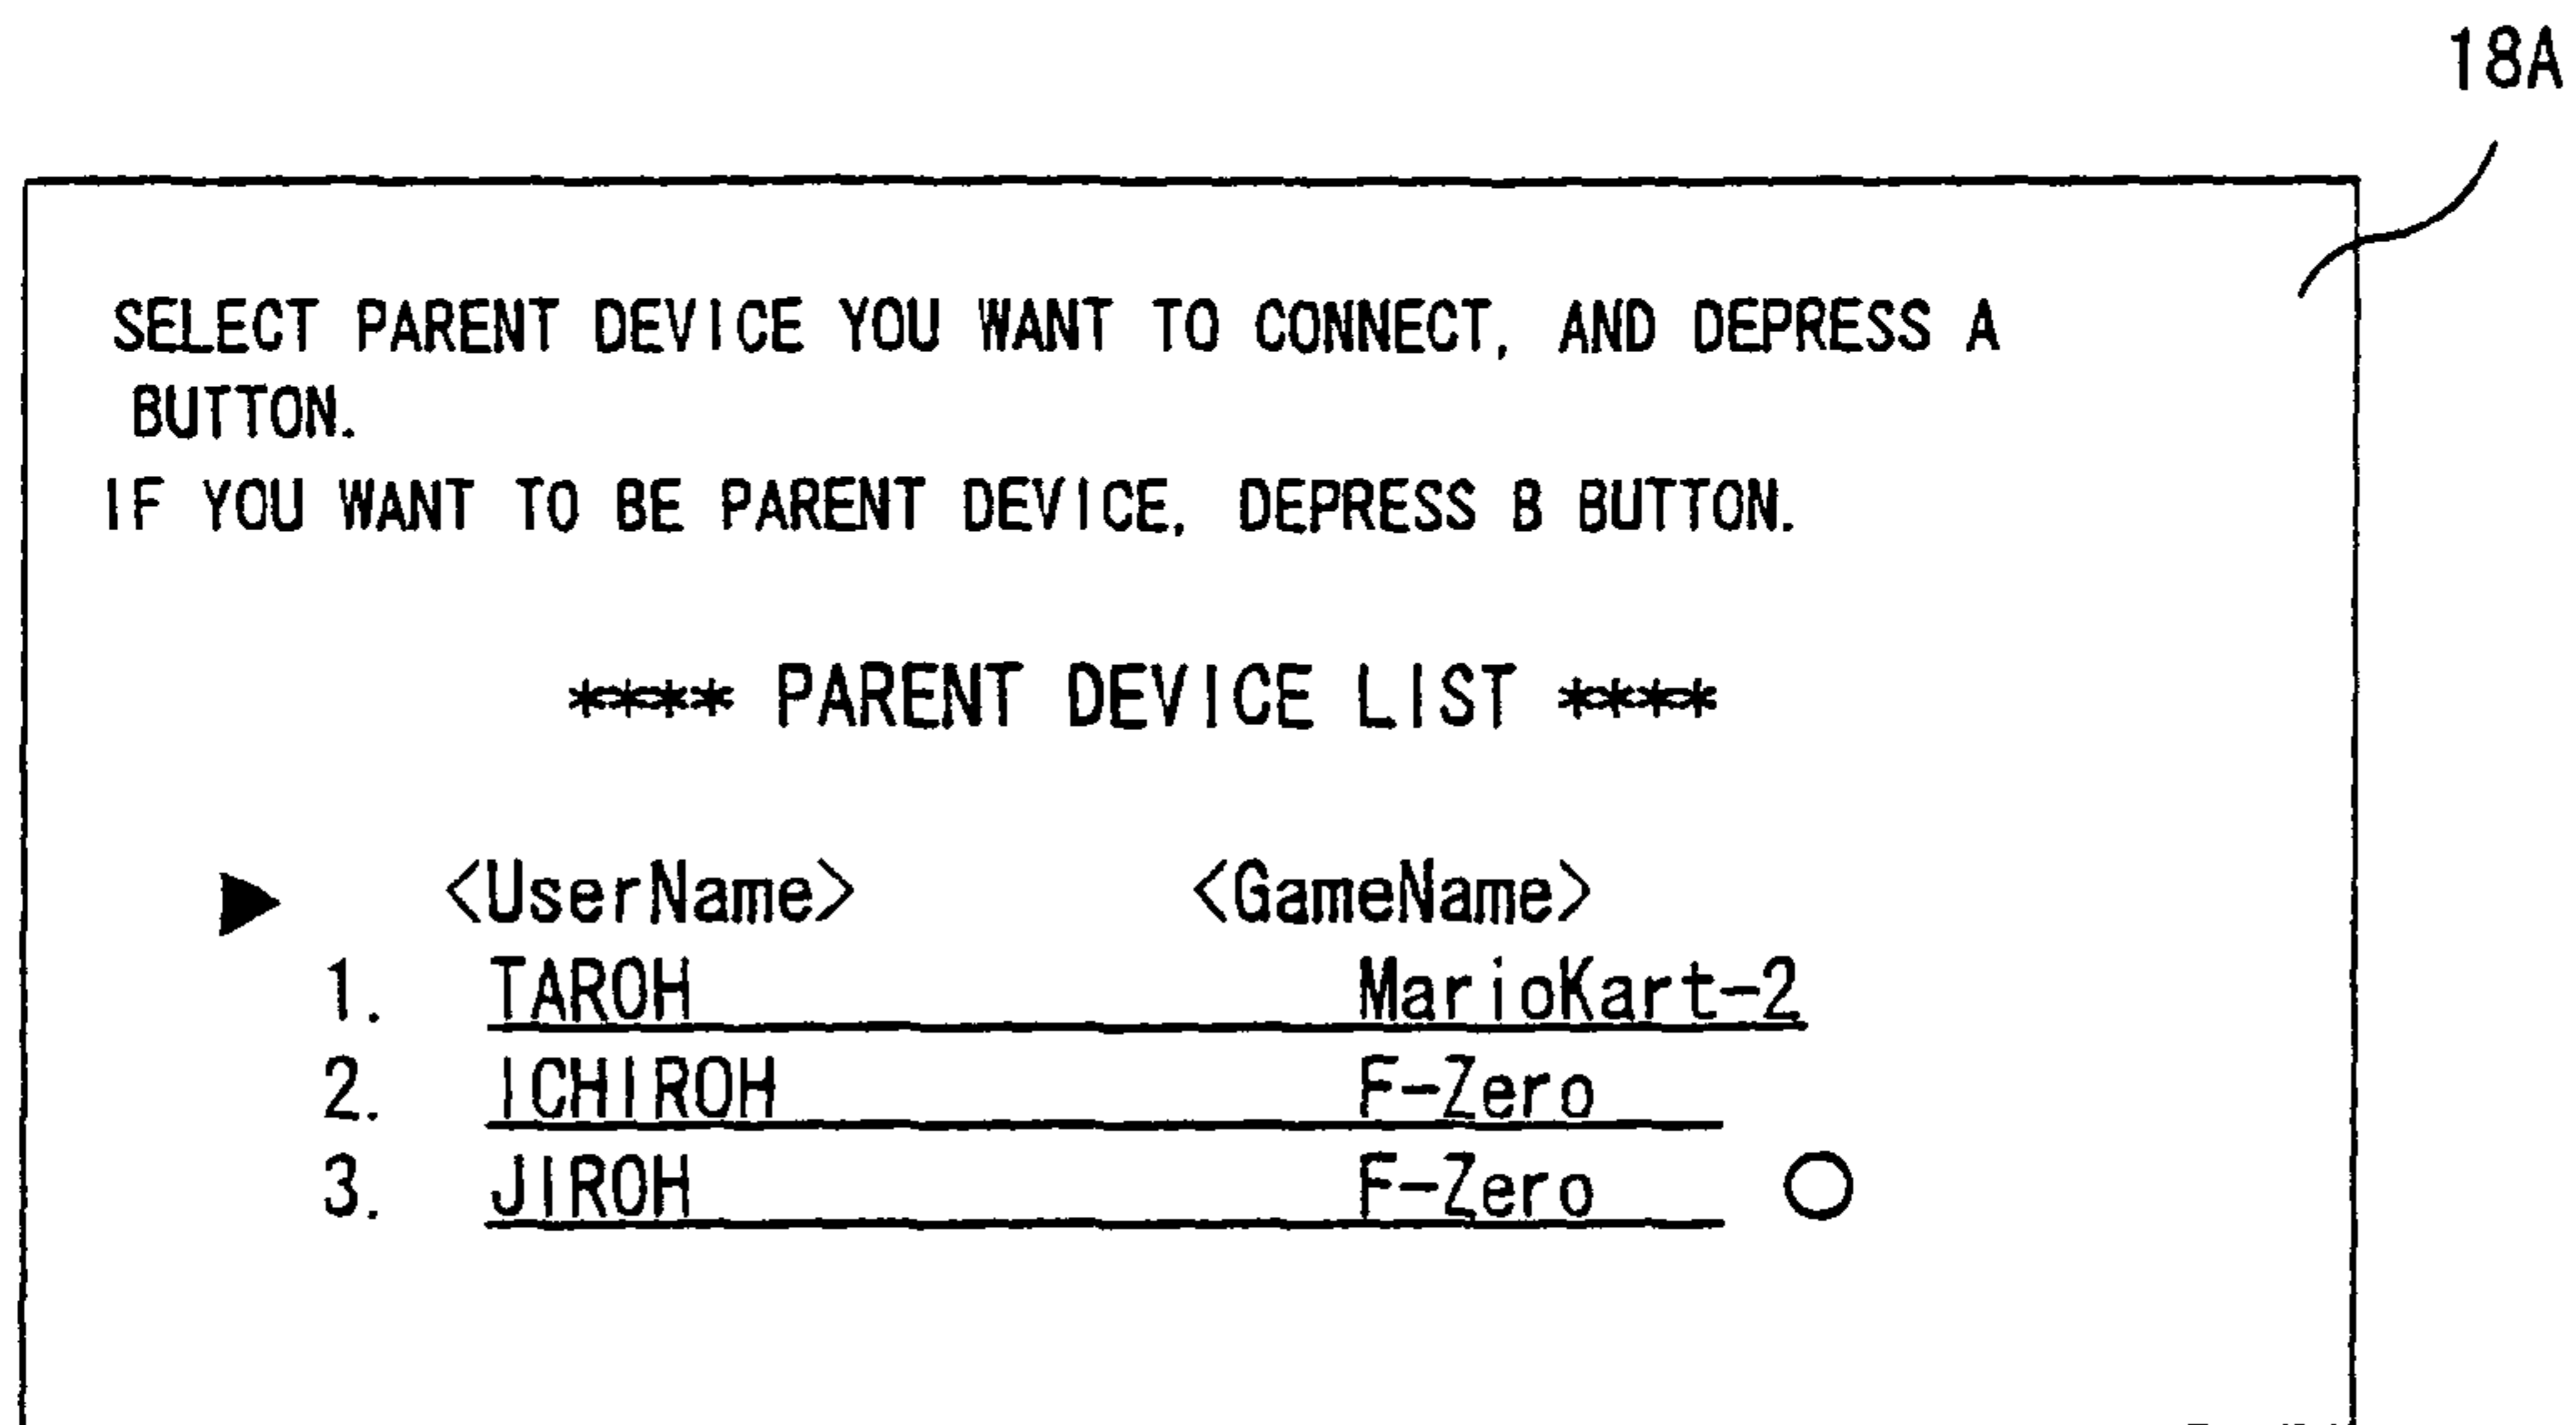 18A
SELECT PARENT DEVICE YOU WANT TO CONNECT, AND DEPRESS A
BUTTON.
IF YOU WANT TO BE PARENT DEVICE, DEPRESS B BUTTON.
**** PARENT DEVICE LIST ****
<UserName> <GameName>
1. TAROH MarioKart-2
2. ICHIROH F-Zero
3. JIROH F-Zero